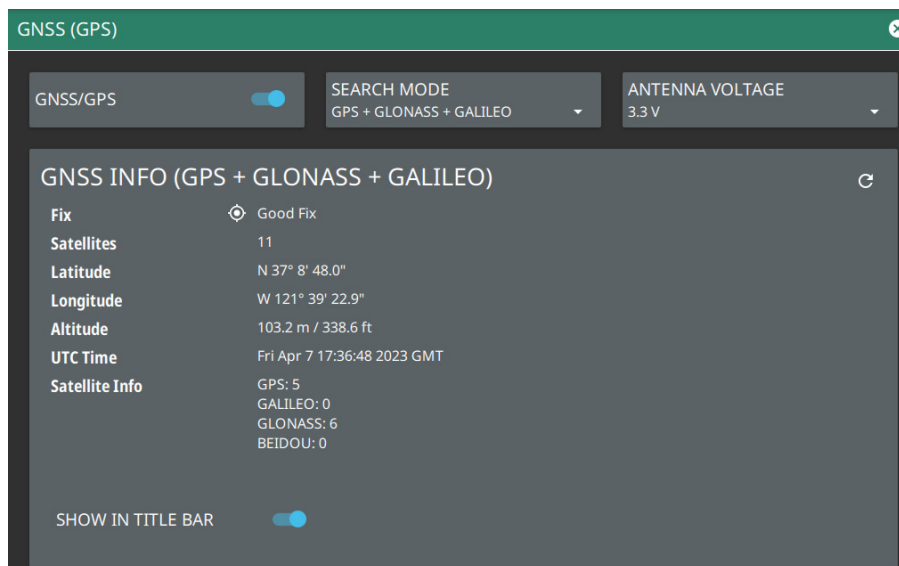 GNSS (GPS)
GNSS/GPS
SEARCH MODE
GPS + GLONASS + GALILEO
ANTENNA VOLTAGE
3.3 V
GNSS INFO (GPS + GLONASS + GALILEO)
Fix Good Fix
Satellites 11
Latitude N 37° 8' 48.0"
Longitude W 121° 39' 22.9"
Altitude 103.2 m / 338.6 ft
UTC Time Fri Apr 7 17:36:48 2023 GMT
Satellite Info GPS: 5
GALILEO: 0
GLONASS: 6
BEIDOU: 0
SHOW IN TITLE BAR